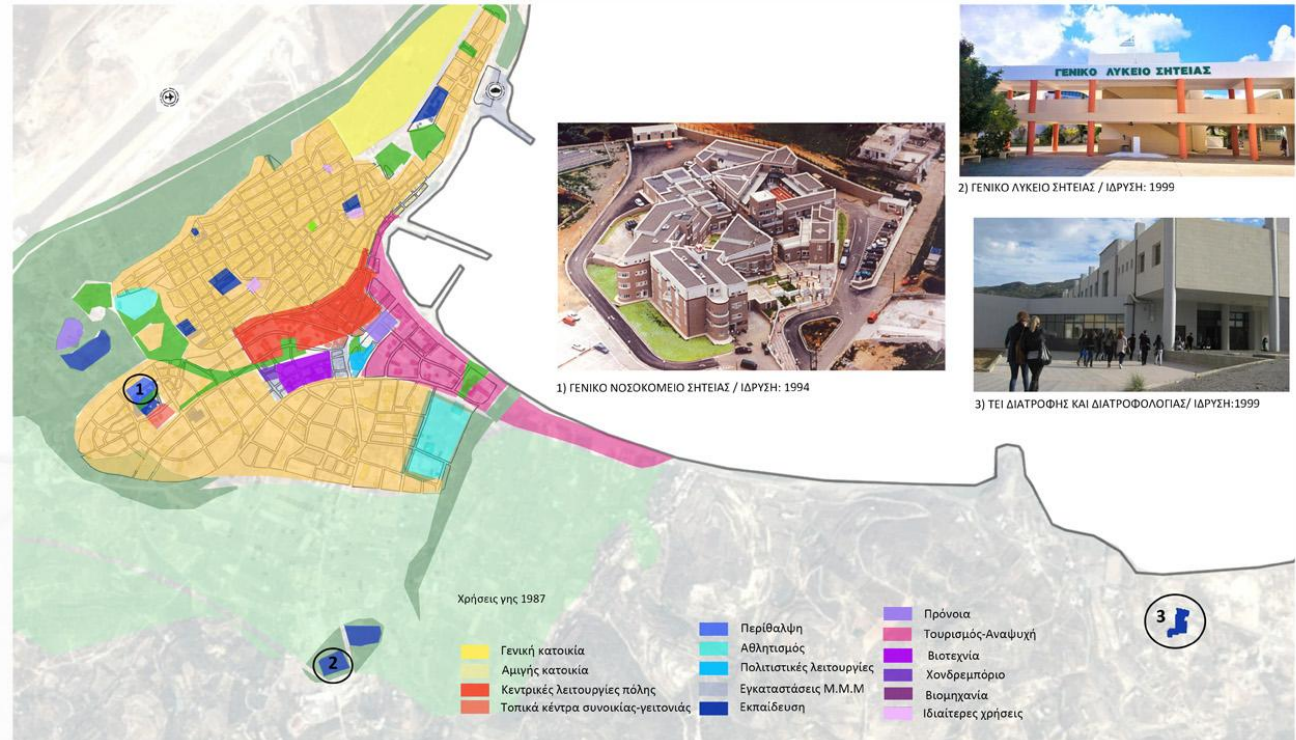 ΓΕΝΙΚΟ ΛΥΚΕΙΟ ΣΗΤΕΙΑΣ
2) ΓΕΝΙΚΟ ΛΥΚΕΙΟ ΣΗΤΕΙΑΣ / ΙΔΡΥΣΗ: 1999
1) ΓΕΝΙΚΟ ΝΟΣΟΚΟΜΕΙΟ ΣΗΤΕΙΑΣ / ΙΔΡΥΣΗ: 1994
3) ΤΕΙ ΔΙΑΤΡΟΦΗΣ ΚΑΙ ΔΙΑΤΡΟΦΟΛΟΓΙΑΣ/ ΙΔΡΥΣΗ:1999
1
2
3
Χρήσεις γης 1987
Γενική κατοικία
Αμιγής κατοικία
Κεντρικές λειτουργίες πόλης
Τοπικά κέντρα συνοικίας-γειτονιάς
Περίθαλψη
Αθλητισμός
Πολιτιστικές λειτουργίες
Εγκαταστάσεις Μ.Μ.Μ
Εκπαίδευση
Πρόνοια
Τουρισμός-Αναψυχή
Βιοτεχνία
Χονδρεμπόριο
Βιομηχανία
Ιδιαίτερες χρήσεις